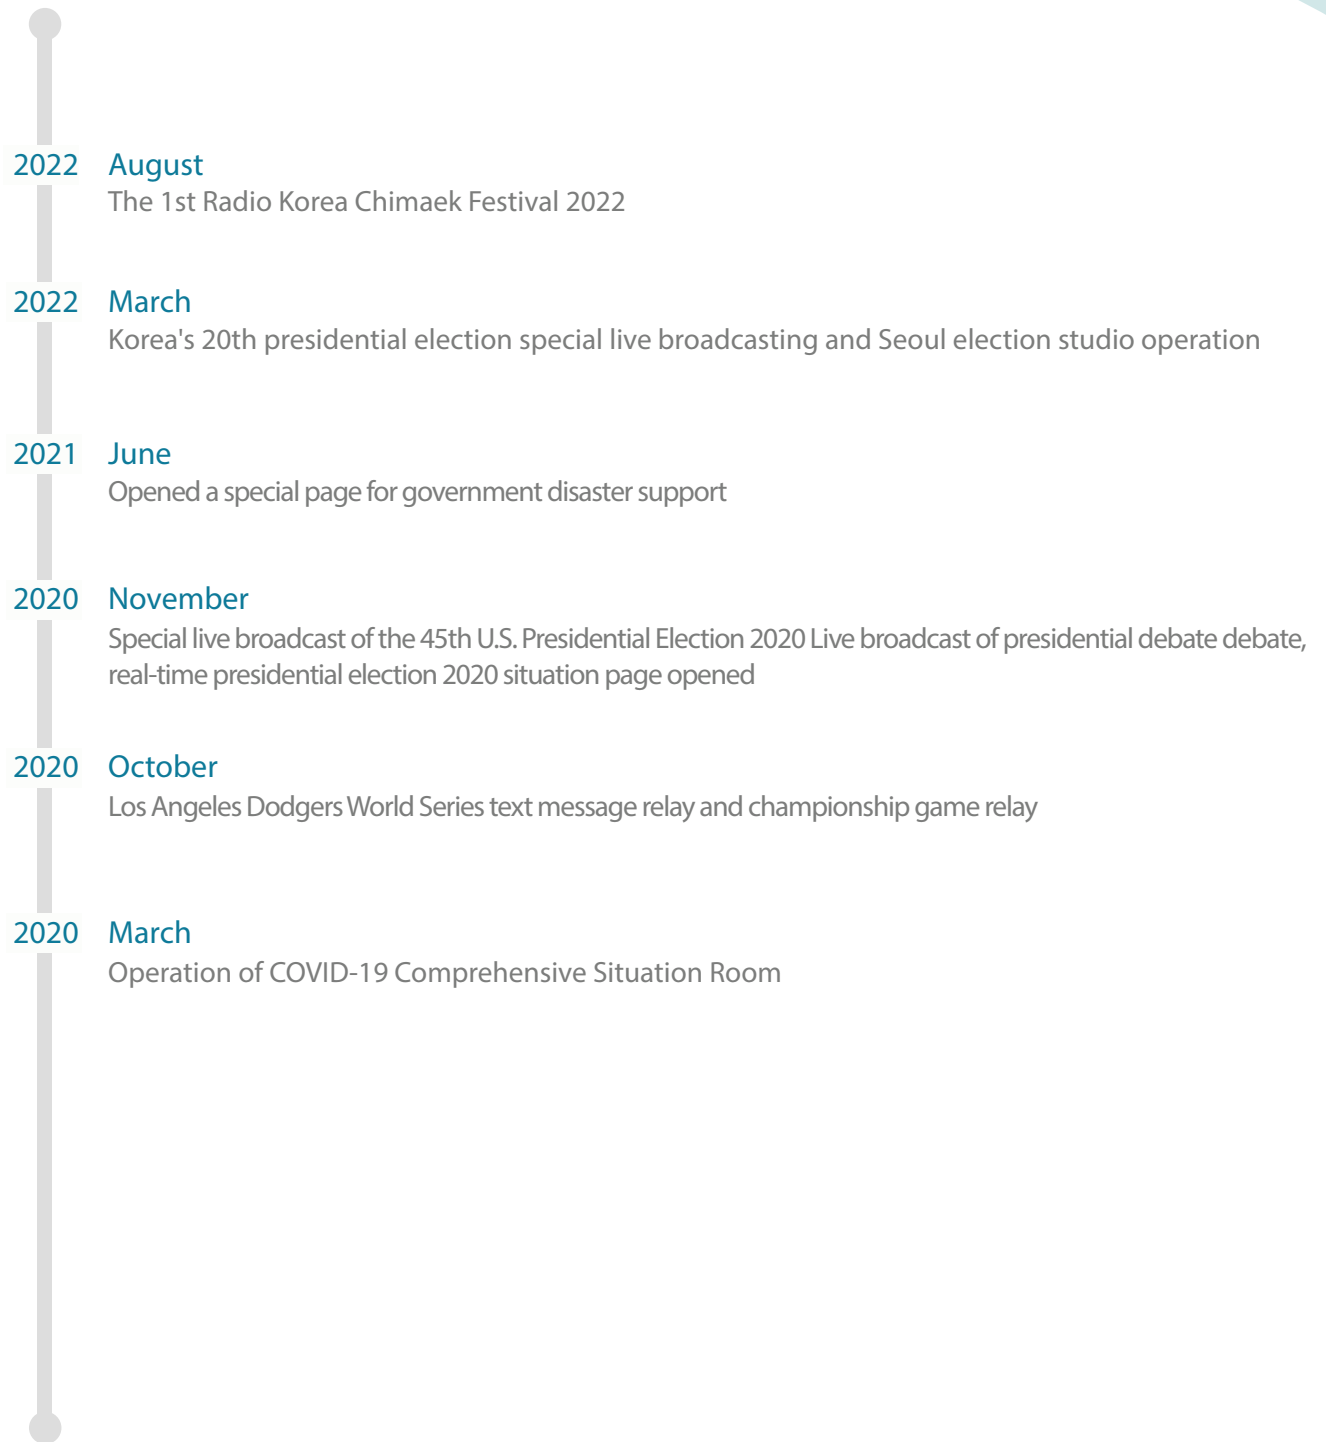 2022 August
The 1st Radio Korea Chimaek Festival 2022
2022 March
Korea's 20th presidential election special live broadcasting and Seoul election studio operation
2021 June
Opened a special page for government disaster support
2020 November
Special live broadcast of the 45th U.S. Presidential Election 2020 Live broadcast of presidential debate debate,
real-time presidential election 2020 situation page opened
2020 October
Los Angeles Dodgers World Series text message relay and championship game relay
2020 March
Operation of COVID-19 Comprehensive Situation Room